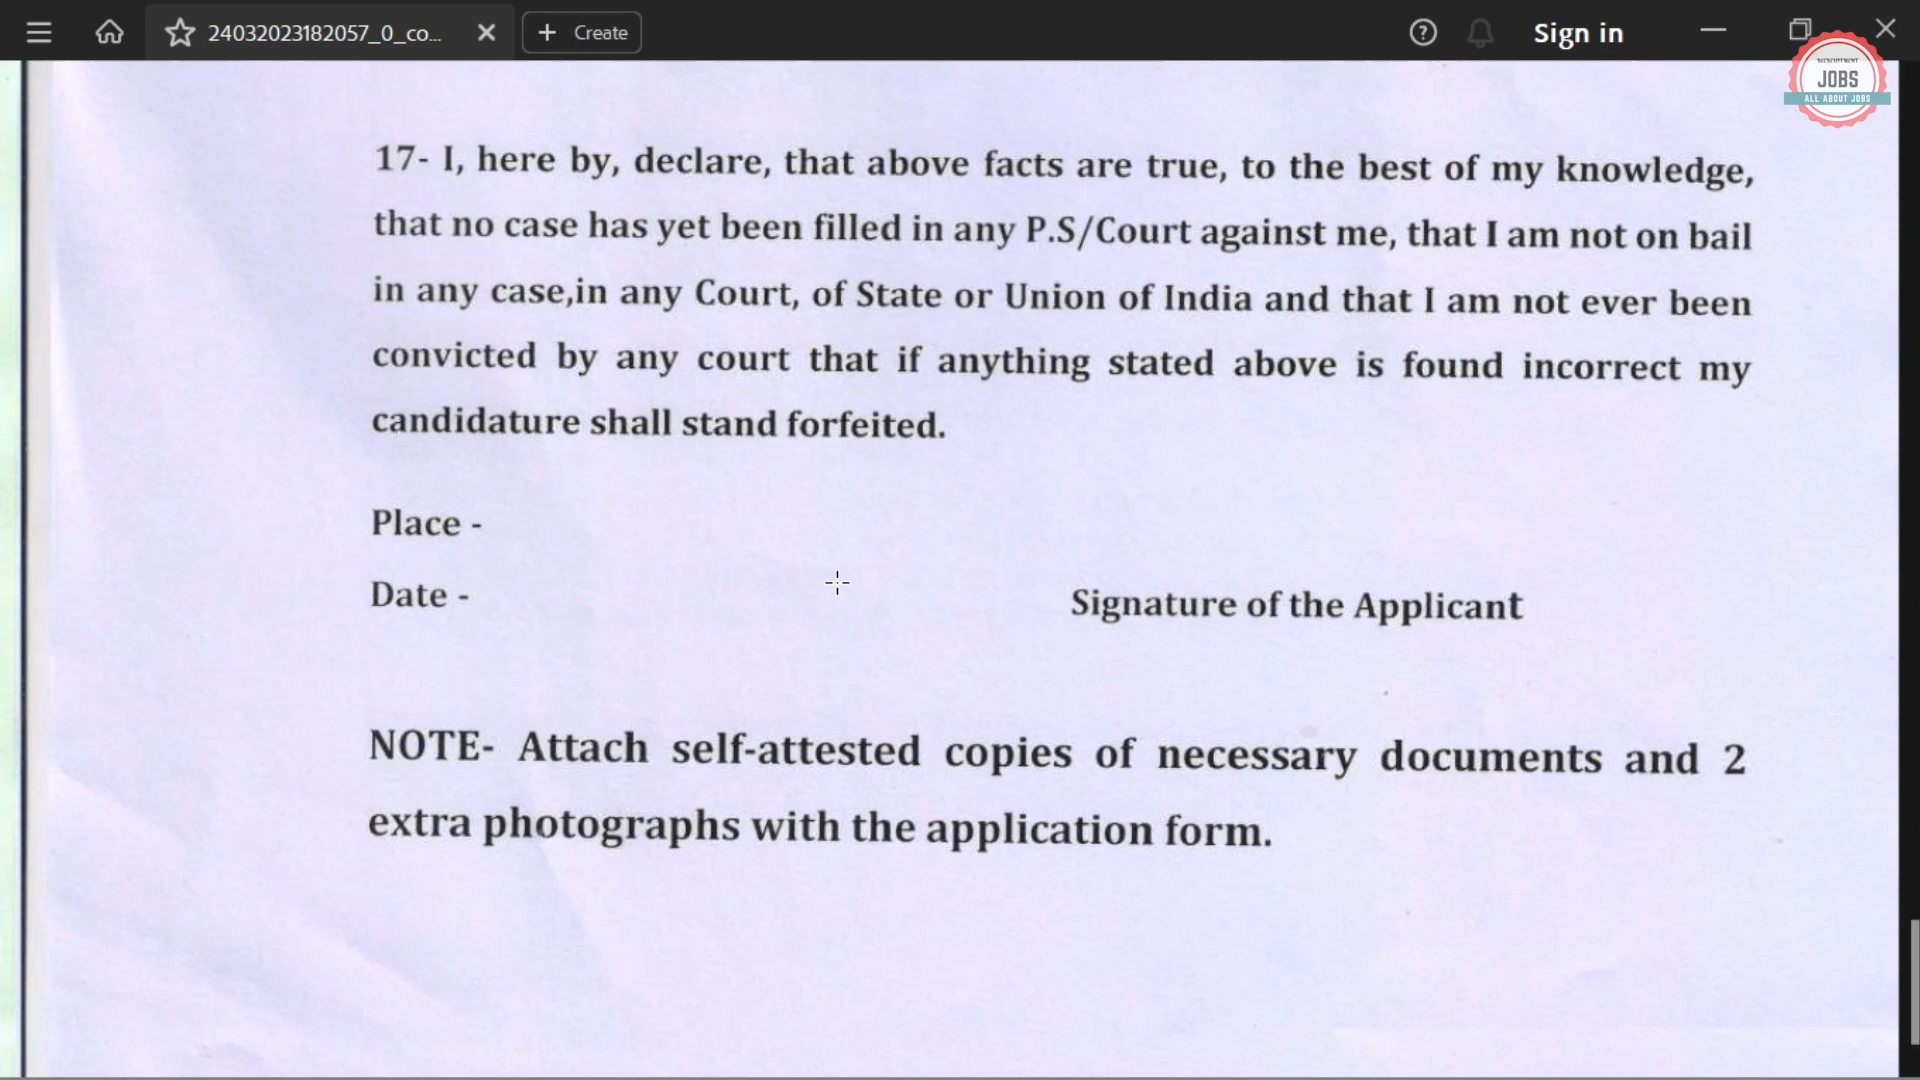 24032023182057_0_co...
Create
Sign in
RECRUITMENT
JOBS
ALL ABOUT JOBS
17- I, here by, declare, that above facts are true, to the best of my knowledge,
that no case has yet been filled in any P.S/Court against me, that I am not on bail
in any case,in any Court, of State or Union of India and that I am not ever been
convicted by any court that if anything stated above is found incorrect my
candidature shall stand forfeited.
Place -
Date -
Signature of the Applicant
NOTE- Attach self-attested copies of necessary documents and 2
extra photographs with the application form.